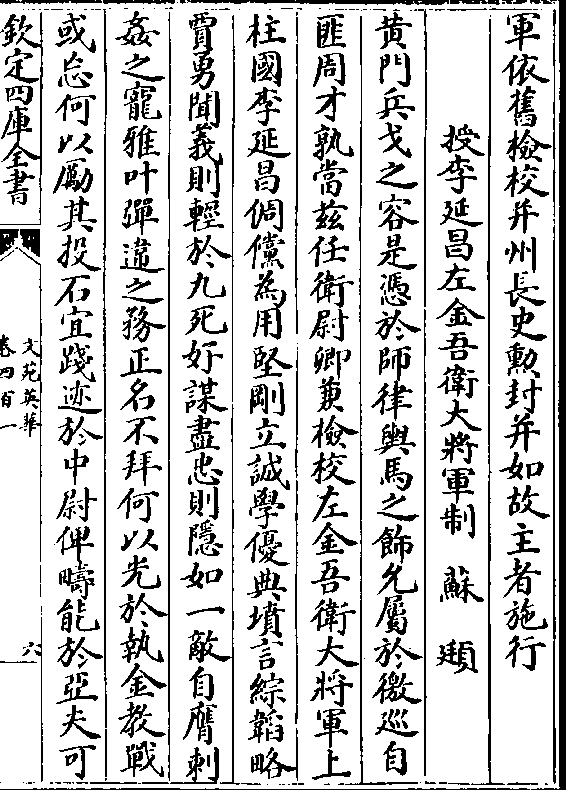 軍依舊檢校并州長史勲封并如故主者施行
授李延昌左金吾衛大將軍制　蘇　頲
黄門兵戈之容是憑於師律輿馬之飾允屬於徼巡自
匪周才孰當兹任衛尉卿兼檢校左金吾衛大將軍上
柱國李延昌倜儻為用堅剛立誠學優典墳言綜韜略
賈勇聞義則輕於九死好謀盡忠則隱如一敵自膺刺
姦之寵雅叶彈違之務正名不拜何以光於執金教戰
或忘何以勵其投石宜踐迹於中尉俾疇能於亞夫可
欽定四庫全書
文苑英華
卷四百一
六